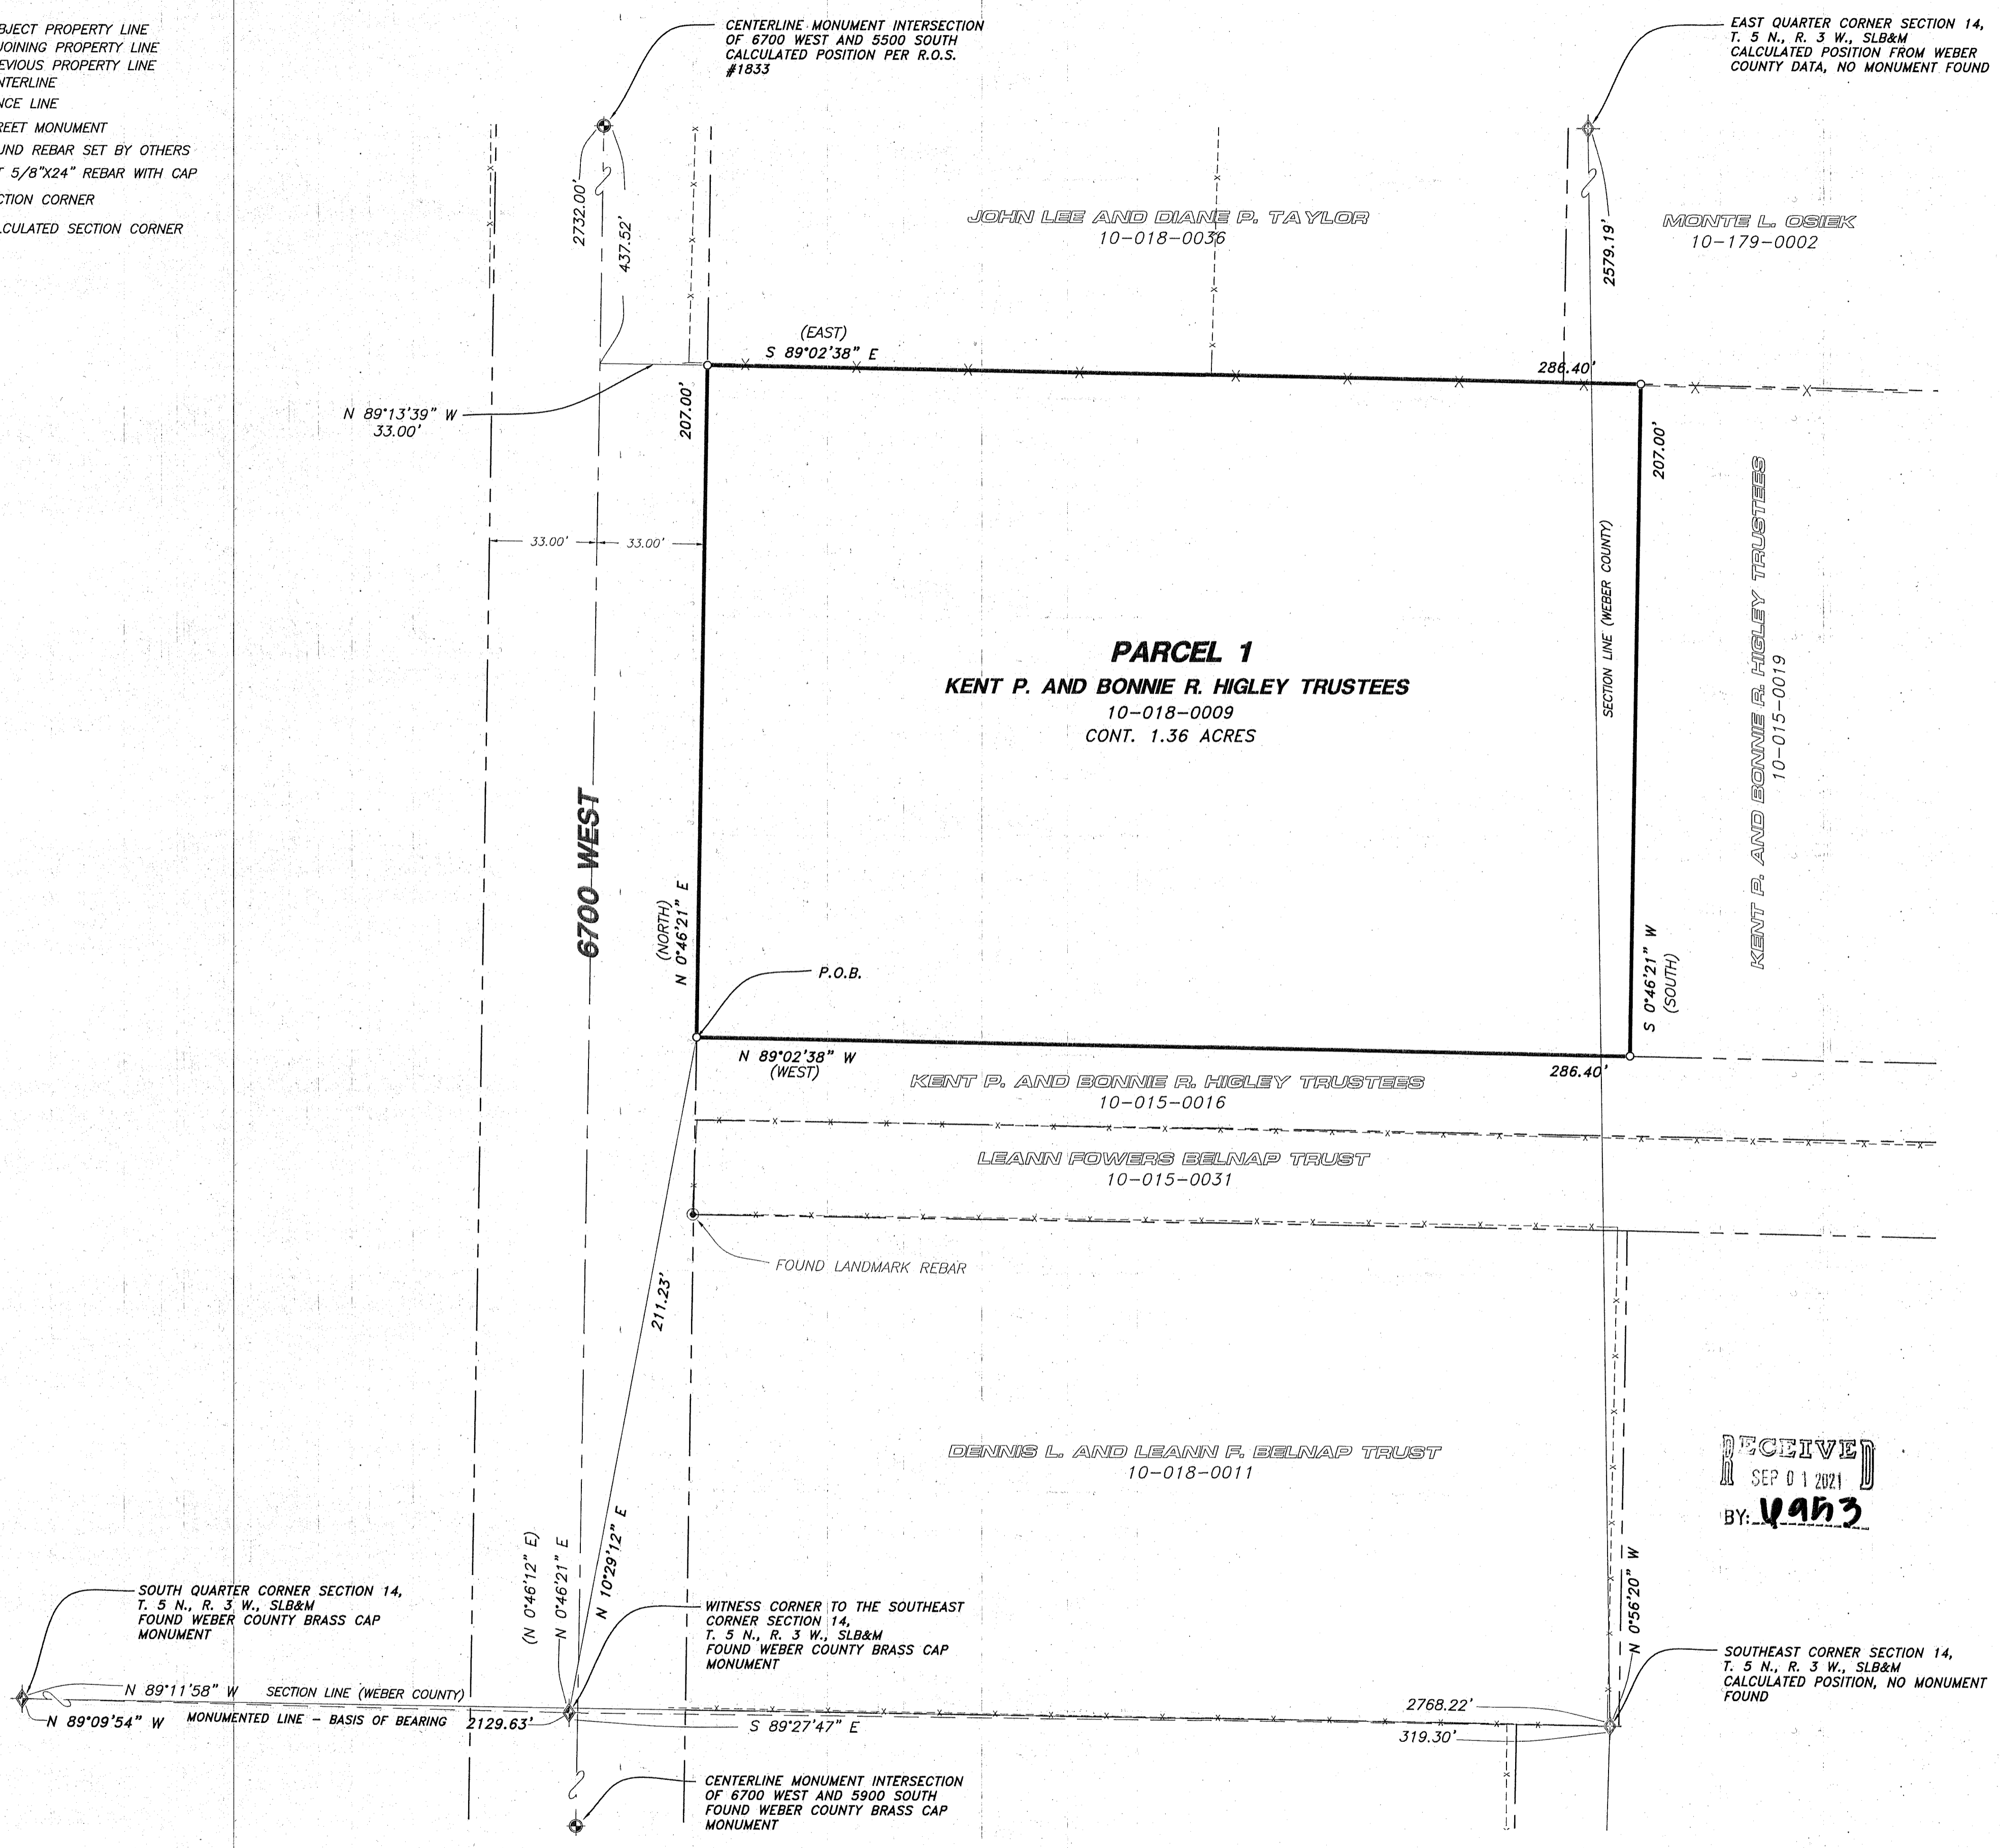 BJECT PROPERTY LINE
JOINING PROPERTY LINE
EVIOUS PROPERTY LINE
NTERLINE
NCE LINE
REET MONUMENT
UND REBAR SET BY OTHERS
T 5/8"X24" REBAR WITH CAP
CTION CORNER
LCULATED SECTION CORNER
CENTERLINE MONUMENT INTERSECTION
OF 6700 WEST AND 5500 SOUTH
CALCULATED POSITION PER R.O.S.
#1833
EAST QUARTER CORNER SECTION 14,
T. 5 N., R. 3 W., SLB&M
CALCULATED POSITION FROM WEBER
COUNTY DATA, NO MONUMENT FOUND
2732.00'
437.52'
JOHN LEE AND DIANE P. TAYLOR
10-018-0036
2579.19'
MONTE L. OSIEK
10-179-0002
(EAST)
S 89°02'38" E
286.40'
N 89°13'39" W
33.00'
207.00'
207.00'
33.00'
33.00'
SECTION LINE (WEBER COUNTY)
KENT P. AND BONNIE R. HIGLEY TRUSTEES
10-015-0019
PARCEL 1
KENT P. AND BONNIE R. HIGLEY TRUSTEES
10-018-0009
CONT. 1.36 ACRES
6700 WEST
(NORTH)
N 0°46'21" E
P.O.B.
S 0°46'21" W
(SOUTH)
N 89°02'38" W
(WEST)
286.40'
KENT P. AND BONNIE R. HIGLEY TRUSTEES
10-015-0016
LEANN FOWERS BELNAP TRUST
10-015-0031
FOUND LANDMARK REBAR
211.23'
DENNIS L. AND LEANN F. BELNAP TRUST
10-018-0011
RECEIVED
SEP 01 2021
BY: 6953
(N 0°46'12" E)
N 0°46'21" E
N 10°29'12" E
N 0°56'20" W
SOUTH QUARTER CORNER SECTION 14,
T. 5 N., R. 3 W., SLB&M
FOUND WEBER COUNTY BRASS CAP
MONUMENT
WITNESS CORNER TO THE SOUTHEAST
CORNER SECTION 14,
T. 5 N., R. 3 W., SLB&M
FOUND WEBER COUNTY BRASS CAP
MONUMENT
SOUTHEAST CORNER SECTION 14,
T. 5 N., R. 3 W., SLB&M
CALCULATED POSITION, NO MONUMENT
FOUND
N 89°11'58" W SECTION LINE (WEBER COUNTY)
2768.22'
N 89°09'54" W MONUMENTED LINE - BASIS OF BEARING 2129.63'
S 89°27'47" E
319.30'
CENTERLINE MONUMENT INTERSECTION
OF 6700 WEST AND 5900 SOUTH
FOUND WEBER COUNTY BRASS CAP
MONUMENT